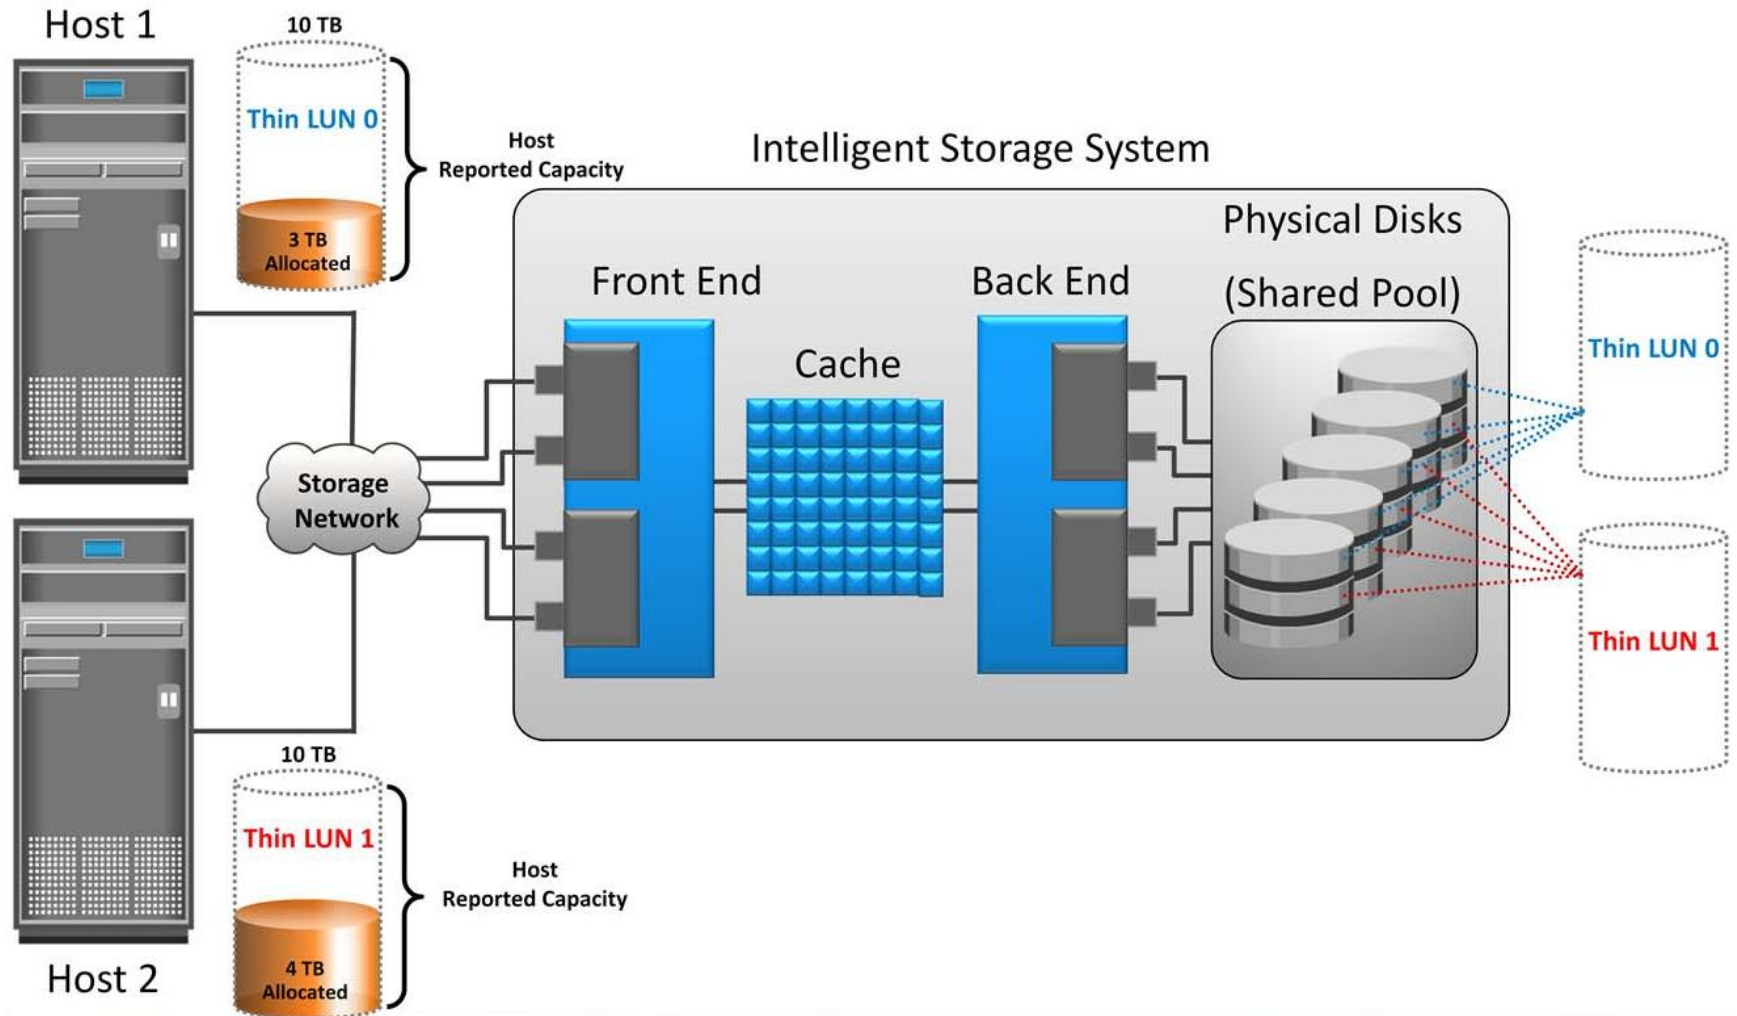 Host 1
10 TB
Thin LUN 0
3 TB
Allocated
Host
Reported Capacity
Intelligent Storage System
Physical Disks
(Shared Pool)
Front End
Cache
Back End
Storage
Network
Thin LUN 0
Thin LUN 1
10 TB
Thin LUN 1
4 TB
Allocated
Host
Reported Capacity
Host 2